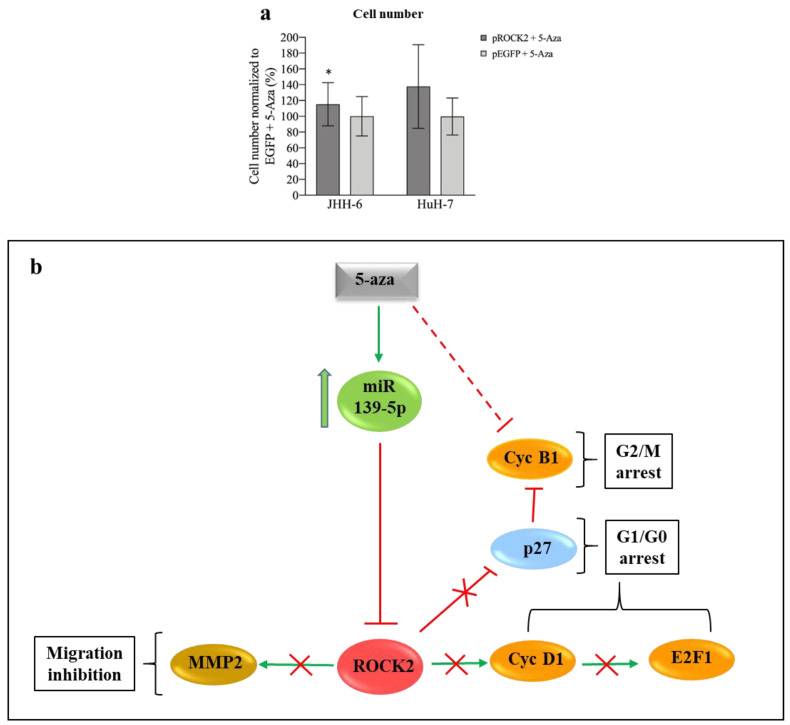 a
Cell number
Cell number normalized to
EGFP + 5-Aza (%)
200
180
160
140
120
100
80
60
40
20
0
*
JHH-6
HuH-7
pROCK2 + 5-Aza
pEGFP + 5-Aza
b
5-aza
miR
139-5p
Cyc B1
G2/M
arrest
p27
G1/G0
arrest
Migration
inhibition
MMP2
ROCK2
Cyc D1
E2F1